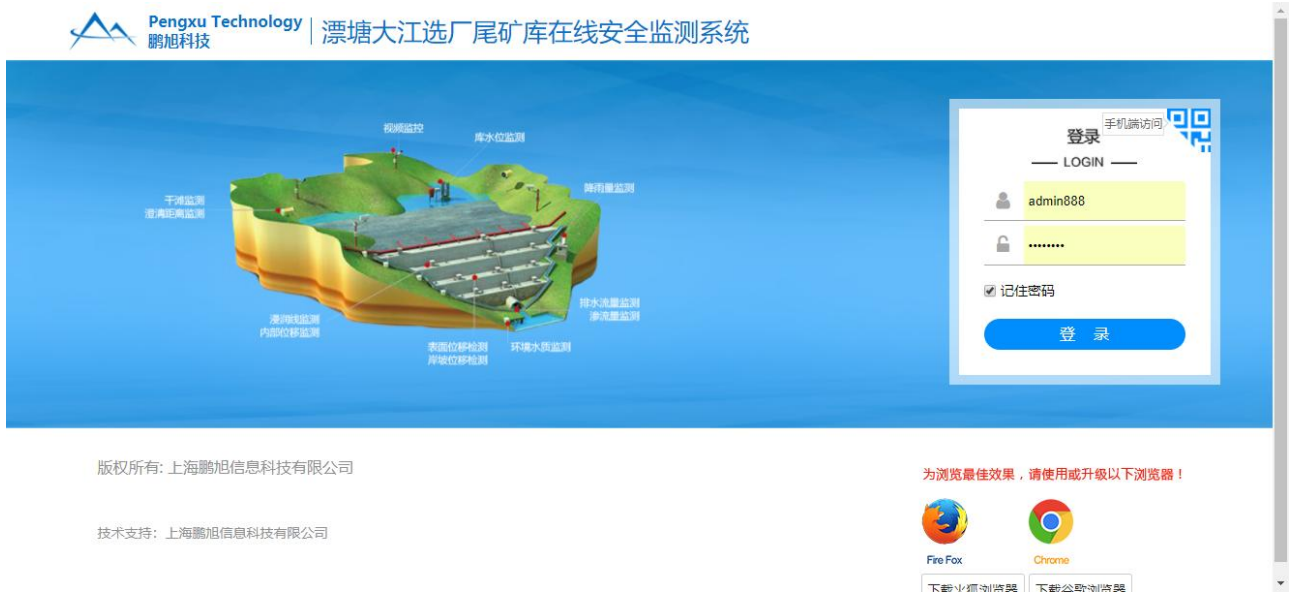 Pengxu Technology
鹏旭科技
漂塘大江选厂尾矿库在线安全监测系统
视频监控
库水位监测
降雨量监测
干滩监测
澄清距离监测
浸润线监测
内部位移监测
表面位移检测
岸坡位移检测
环境水质监测
排水流量监测
渗流量监测
手机端访问
登录
LOGIN
admin888
••••••••
记住密码
登 录
版权所有: 上海鹏旭信息科技有限公司
技术支持: 上海鹏旭信息科技有限公司
为浏览最佳效果，请使用或升级以下浏览器！
Fire Fox
Chrome
下载火狐浏览器
下载谷歌浏览器